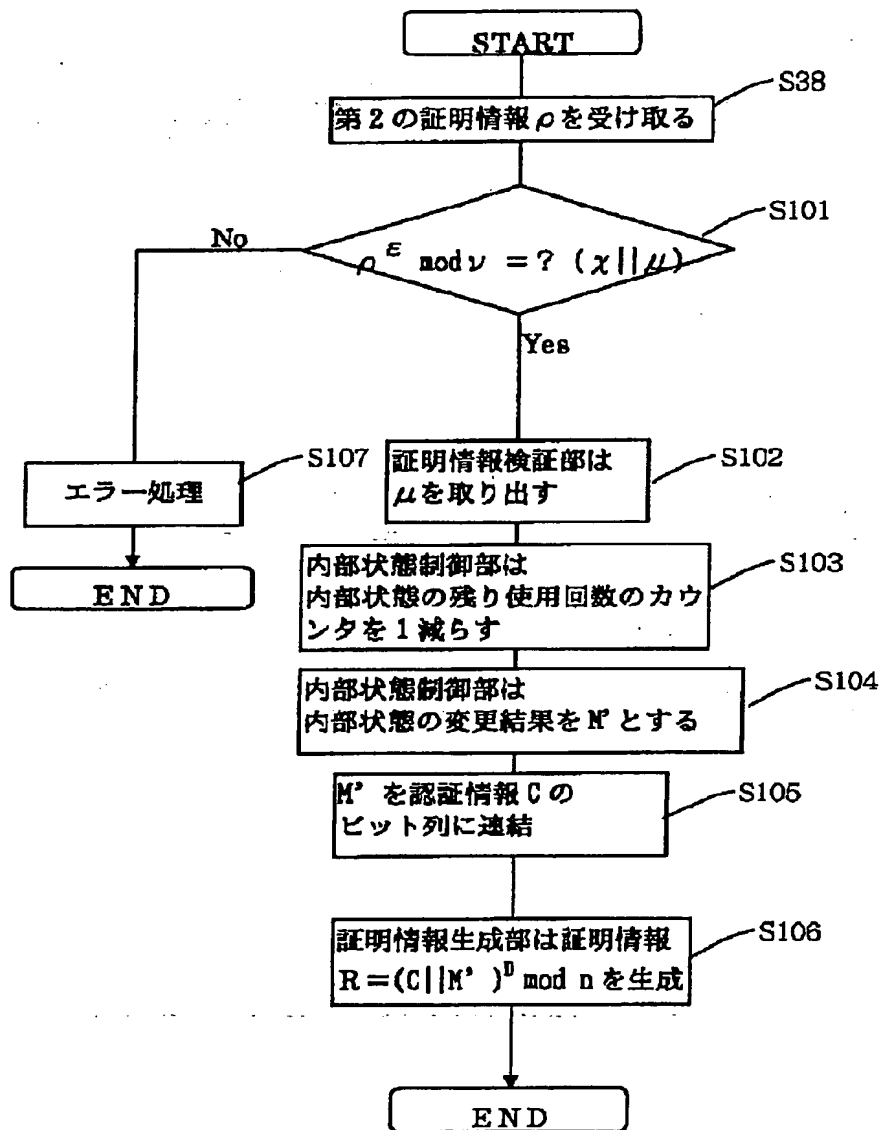 START
S38
第2の証明情報ρを受け取る
S101
No
ρ^ε mod ν =? (χ||μ)
Yes
S107
エラー処理
END
S102
証明情報検証部は
μを取り出す
S103
内部状態制御部は
内部状態の残り使用回数のカウ
ンタを1減らす
S104
内部状態制御部は
内部状態の変更結果をM'とする
S105
M'を認証情報Cの
ビット列に連結
S106
証明情報生成部は証明情報
R=(C||M')^D mod nを生成
END